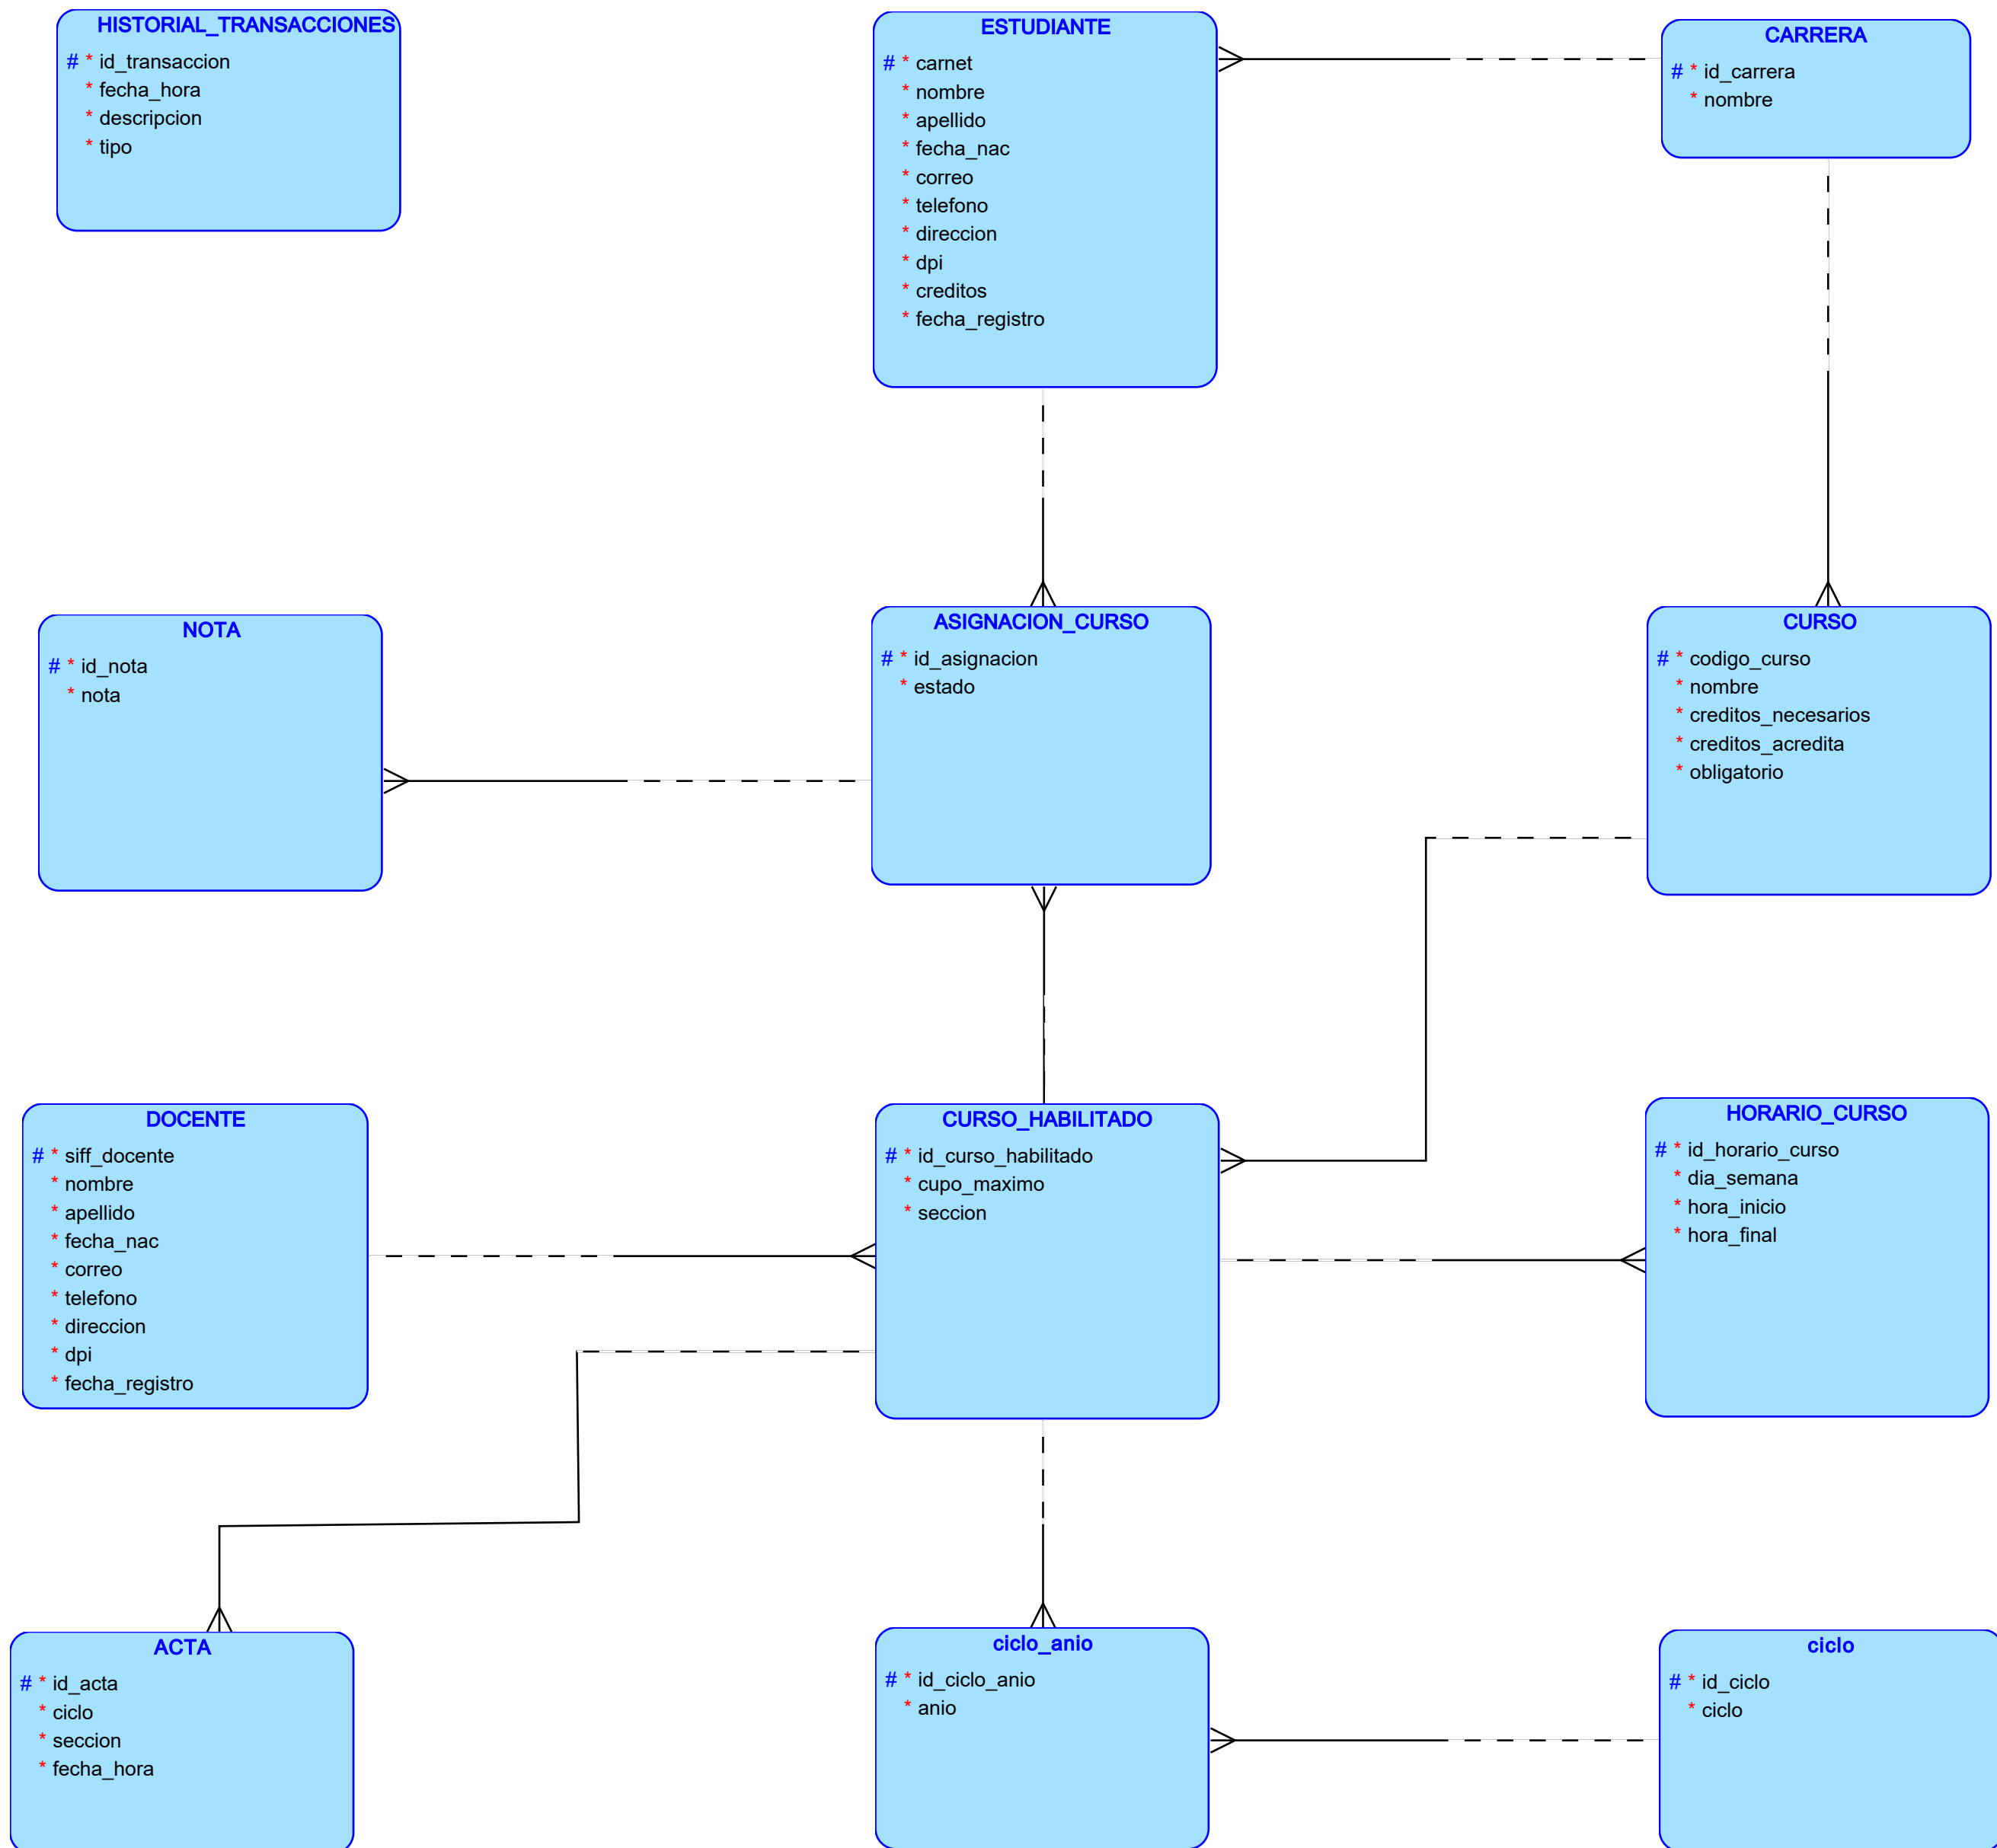 HISTORIAL_TRANSACCIONES
# * id_transaccion
* fecha_hora
* descripcion
* tipo
ESTUDIANTE
# * carnet
* nombre
* apellido
* fecha_nac
* correo
* telefono
* direccion
* dpi
* creditos
* fecha_registro
CARRERA
# * id_carrera
* nombre
NOTA
# * id_nota
* nota
ASIGNACION_CURSO
# * id_asignacion
* estado
CURSO
# * codigo_curso
* nombre
* creditos_necesarios
* creditos_acredita
* obligatorio
DOCENTE
# * siff_docente
* nombre
* apellido
* fecha_nac
* correo
* telefono
* direccion
* dpi
* fecha_registro
CURSO_HABILITADO
# * id_curso_habilitado
* cupo_maximo
* seccion
HORARIO_CURSO
# * id_horario_curso
* dia_semana
* hora_inicio
* hora_final
ACTA
# * id_acta
* ciclo
* seccion
* fecha_hora
ciclo_anio
# * id_ciclo_anio
* anio
ciclo
# * id_ciclo
* ciclo